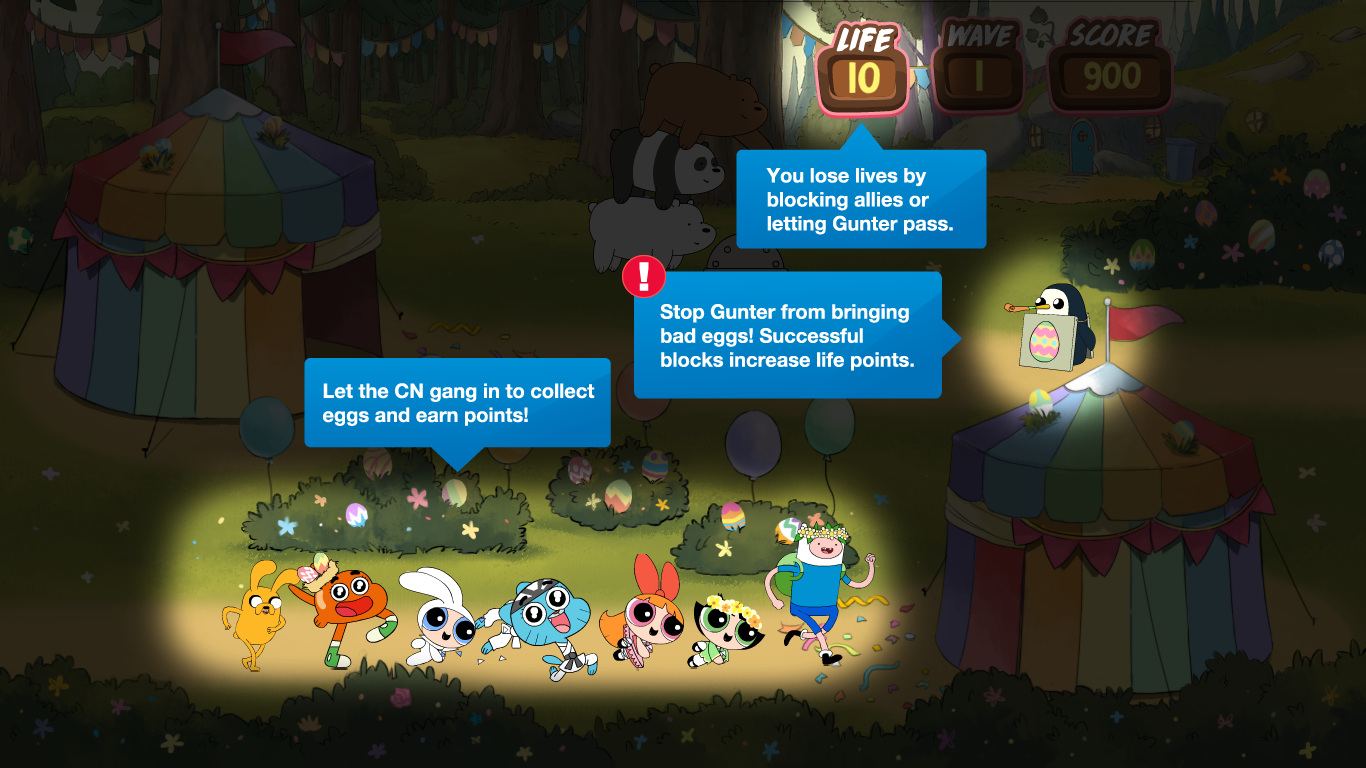 LIFE
10
WAVE
1
SCORE
900
You lose lives by
blocking allies or
letting Gunter pass.
!
Stop Gunter from bringing
bad eggs! Successful
blocks increase life points.
Let the CN gang in to collect
eggs and earn points!